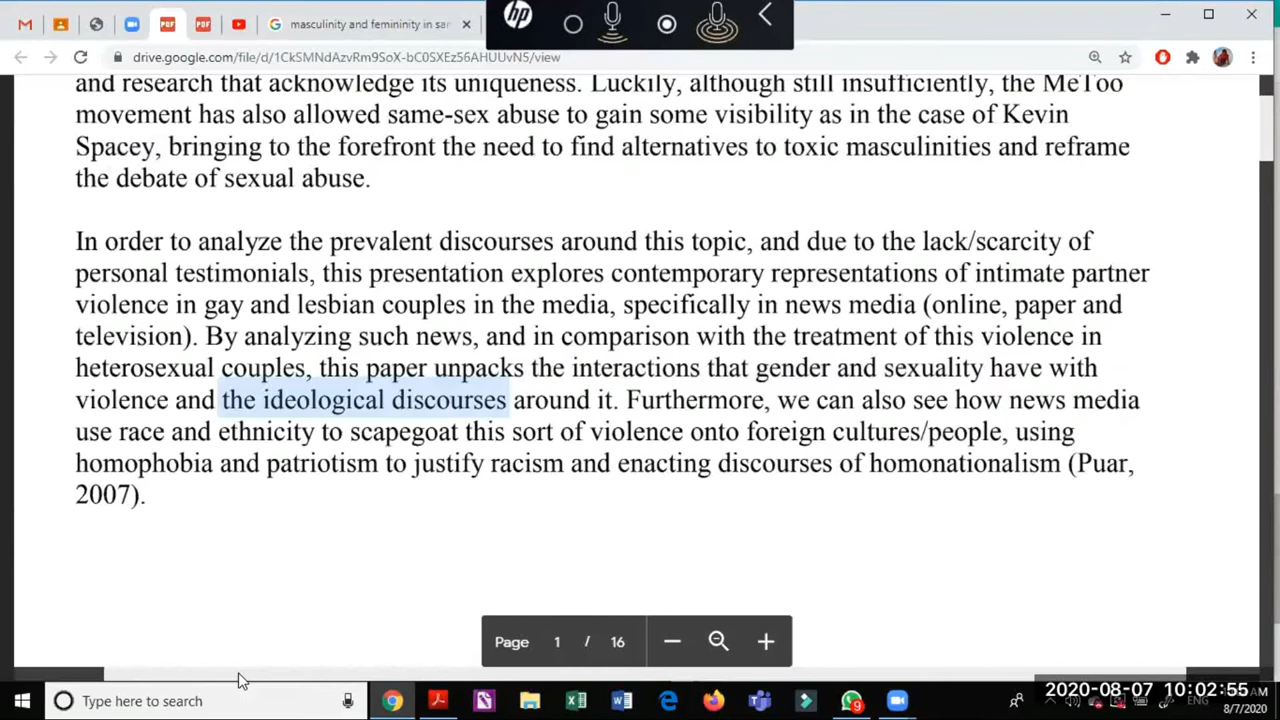 masculinity and femininity in sar
hp
drive.google.com/file/d/1CkSMNdAzvRm9SoX-bC0SXEz56AHUUvN5/view
and research that acknowledge its uniqueness. Luckily, although still insufficiently, the MeToo
movement has also allowed same-sex abuse to gain some visibility as in the case of Kevin
Spacey, bringing to the forefront the need to find alternatives to toxic masculinities and reframe
the debate of sexual abuse.
In order to analyze the prevalent discourses around this topic, and due to the lack/scarcity of
personal testimonials, this presentation explores contemporary representations of intimate partner
violence in gay and lesbian couples in the media, specifically in news media (online, paper and
television). By analyzing such news, and in comparison with the treatment of this violence in
heterosexual couples, this paper unpacks the interactions that gender and sexuality have with
violence and the ideological discourses around it. Furthermore, we can also see how news media
use race and ethnicity to scapegoat this sort of violence onto foreign cultures/people, using
homophobia and patriotism to justify racism and enacting discourses of homonationalism (Puar,
2007).
Page 1 / 16
Type here to search
9
2020-08-07 10:02:55 AM
ENG
8/7/2020